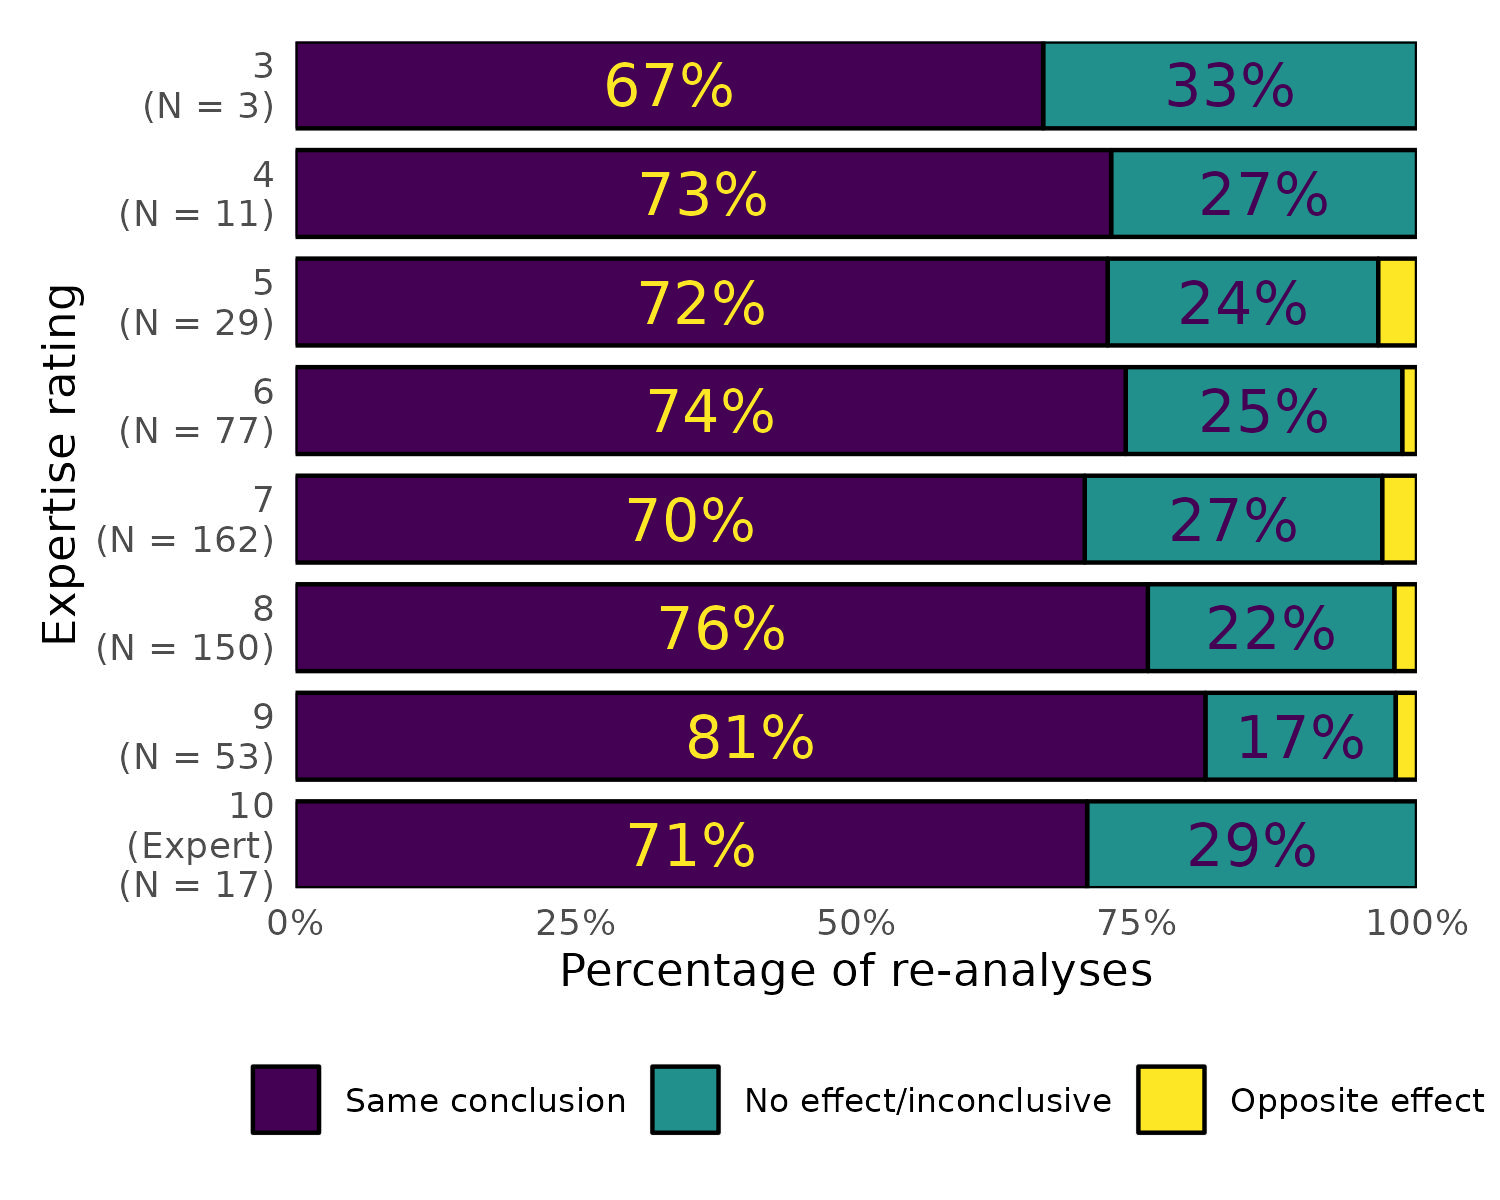 Expertise rating
3
(N = 3)
67%
33%
4
(N = 11)
73%
27%
5
(N = 29)
72%
24%
6
(N = 77)
74%
25%
7
(N = 162)
70%
27%
8
(N = 150)
76%
22%
9
(N = 53)
81%
17%
10
(Expert)
(N = 17)
71%
29%
0% 25% 50% 75% 100%
Percentage of re-analyses
Same conclusion No effect/inconclusive Opposite effect